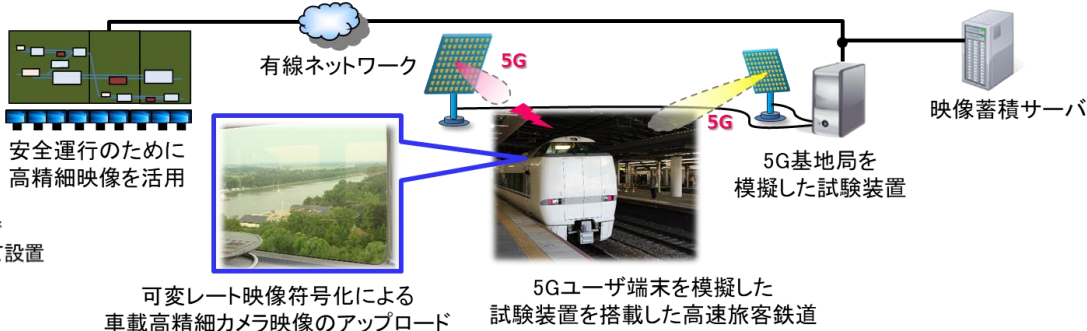 有線ネットワーク
5G
5G
映像蓄積サーバ
安全運行のために
高精細映像を活用
5G基地局を
模擬した試験装置
設置
可変レート映像符号化による
車載高精細カメラ映像のアップロード
5Gユーザ端末を模擬した
試験装置を搭載した高速旅客鉄道